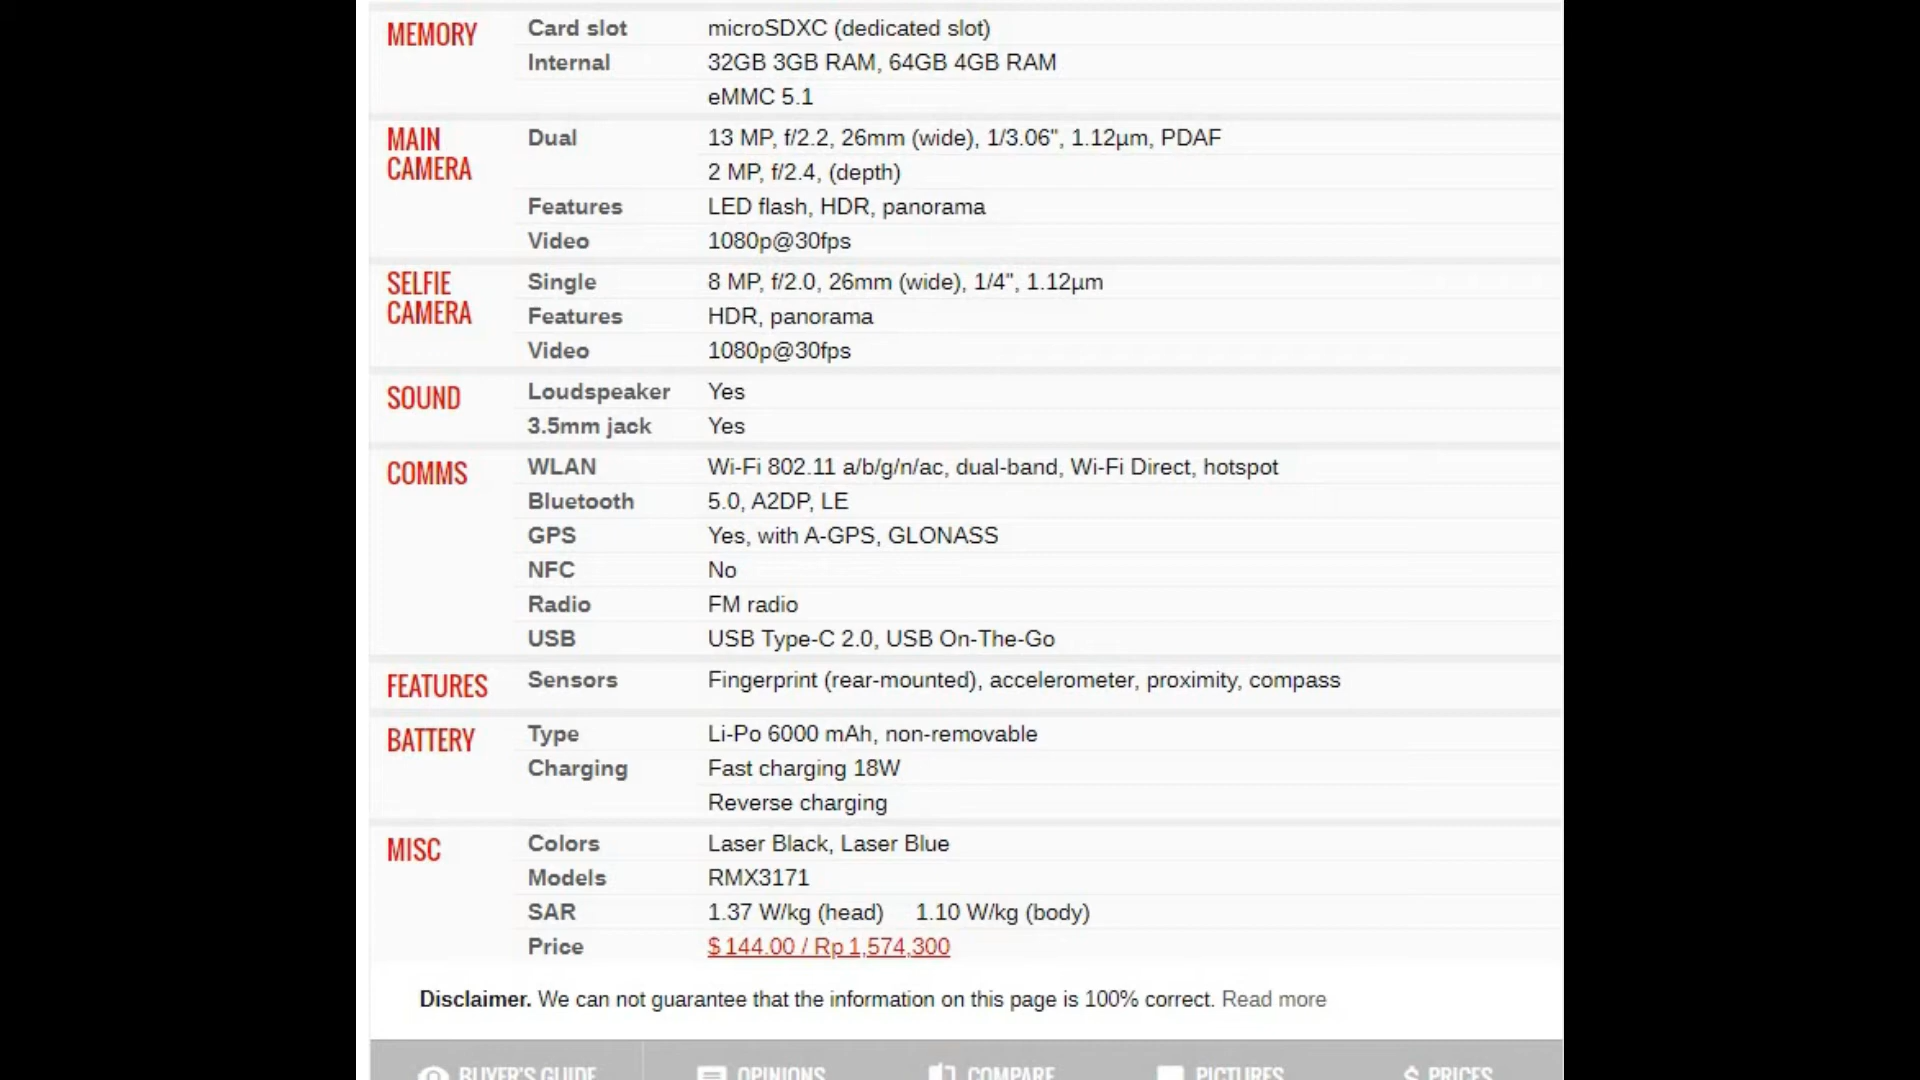 MEMORY Card slot microSDXC (dedicated slot)
Internal 32GB 3GB RAM, 64GB 4GB RAM
eMMC 5.1
MAIN CAMERA Dual 13 MP, f/2.2, 26mm (wide), 1/3.06", 1.12µm, PDAF
2 MP, f/2.4, (depth)
Features LED flash, HDR, panorama
Video 1080p@30fps
SELFIE CAMERA Single 8 MP, f/2.0, 26mm (wide), 1/4", 1.12µm
Features HDR, panorama
Video 1080p@30fps
SOUND Loudspeaker Yes
3.5mm jack Yes
COMMS WLAN Wi-Fi 802.11 a/b/g/n/ac, dual-band, Wi-Fi Direct, hotspot
Bluetooth 5.0, A2DP, LE
GPS Yes, with A-GPS, GLONASS
NFC No
Radio FM radio
USB USB Type-C 2.0, USB On-The-Go
FEATURES Sensors Fingerprint (rear-mounted), accelerometer, proximity, compass
BATTERY Type Li-Po 6000 mAh, non-removable
Charging Fast charging 18W
Reverse charging
MISC Colors Laser Black, Laser Blue
Models RMX3171
SAR 1.37 W/kg (head) 1.10 W/kg (body)
Price $ 144.00 / Rp 1,574,300
Disclaimer. We can not guarantee that the information on this page is 100% correct. Read more
BUYER'S GUIDE OPINIONS COMPARE PICTURES PRICES